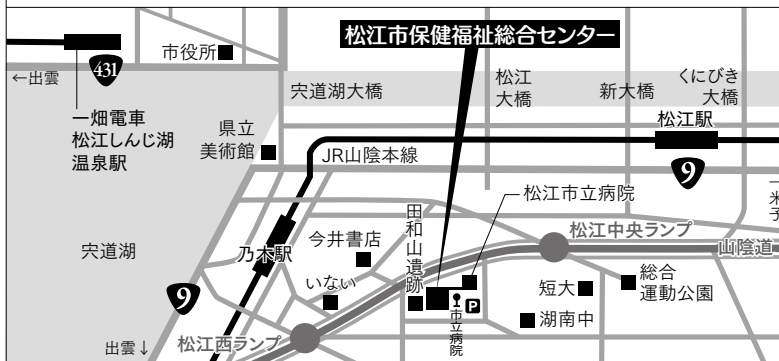 松江市保健福祉総合センター
市役所
431
←出雲
一畑電車
松江しんじ湖
温泉駅
宍道湖大橋
松江
大橋
新大橋
くにびき
大橋
松江駅
県立
美術館
JR山陰本線
9
米子
松江市立病院
田和山遺跡
松江中央ランプ
山陰道
乃木駅
今井書店
宍道湖
いない
短大
総合
運動公園
9
P
市立病院
湖南中
出雲↓
松江西ランプ